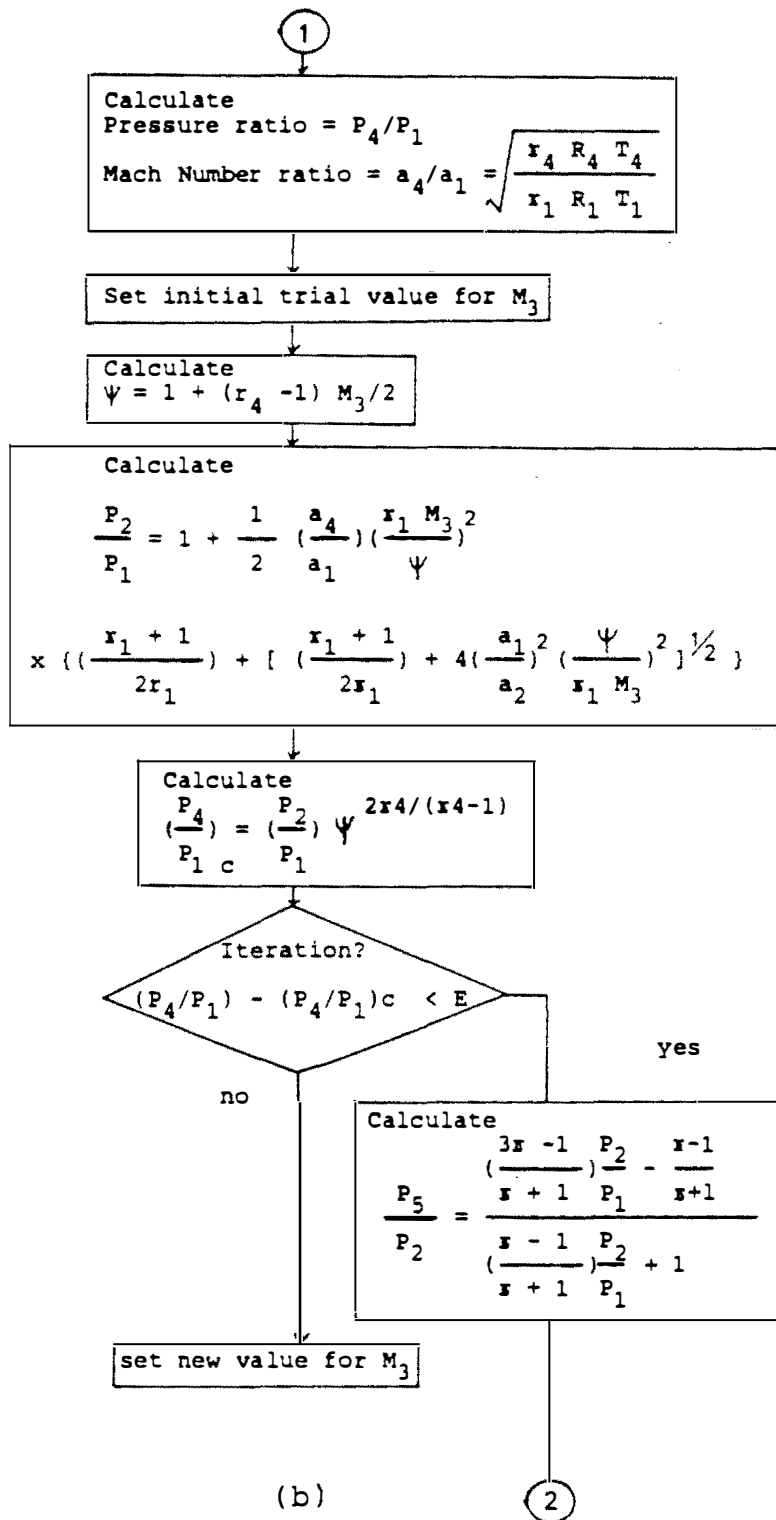 1
Calculate
Pressure ratio = P₄/P₁
Mach Number ratio = a₄/a₁ = √((r₄ R₄ T₄)/(r₁ R₁ T₁))
Set initial trial value for M₃
Calculate
Ψ = 1 + (r₄ -1) M₃/2
Calculate
P₂/P₁ = 1 + 1/2 (a₄/a₁)(r₁ M₃/Ψ)²
x {((r₁ + 1)/(2r₁)) + [ ((r₁ + 1)/(2r₁)) + 4(a₁/a₂)² (Ψ/(r₁ M₃))² ]^½ }
Calculate
(P₄/P₁)c = (P₂/P₁) Ψ^(2r4/(r4-1))
Iteration?
(P₄/P₁) - (P₄/P₁)c < E
yes
no
Calculate
P₅/P₂ = (((3r -1)/(r + 1)) P₂/P₁ - (r-1)/(r+1)) / (((r - 1)/(r + 1)) P₂/P₁ + 1)
set new value for M₃
(b)
2